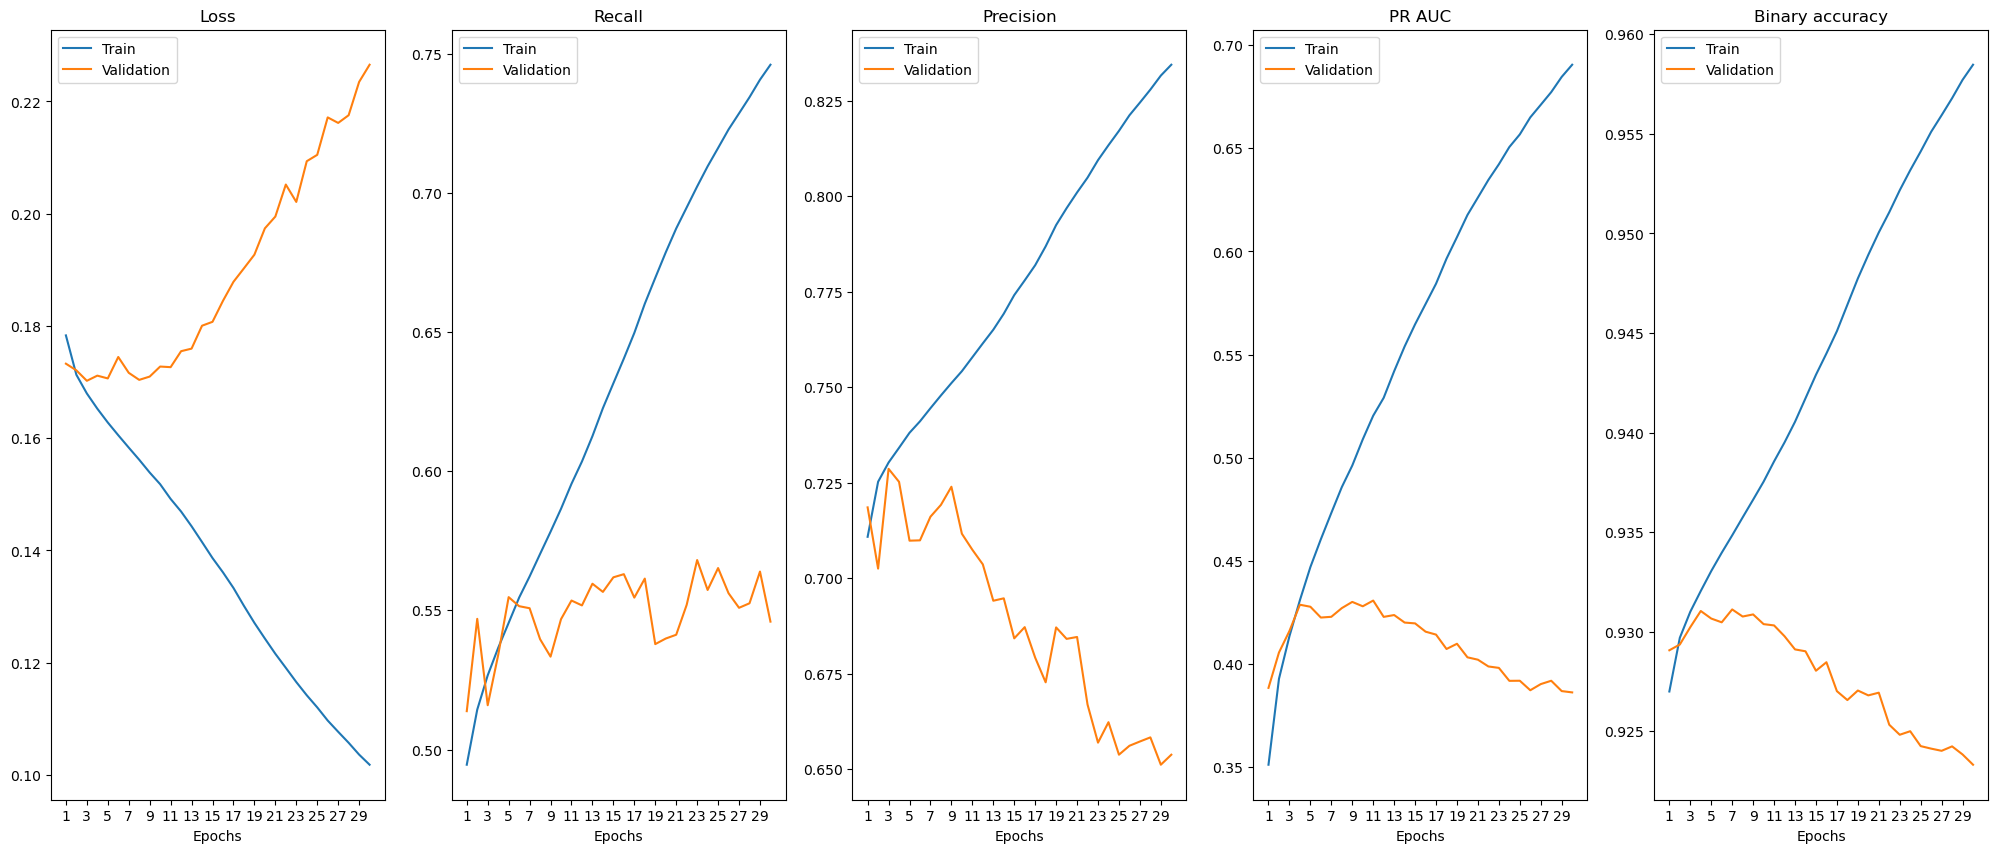 Loss
Train
Validation
0.22
0.20
0.18
0.16
0.14
0.12
0.10
1 3 5 7 9 11 13 15 17 19 21 23 25 27 29
Epochs
Recall
Train
Validation
0.75
0.70
0.65
0.60
0.55
0.50
1 3 5 7 9 11 13 15 17 19 21 23 25 27 29
Epochs
Precision
Train
Validation
0.825
0.800
0.775
0.750
0.725
0.700
0.675
0.650
1 3 5 7 9 11 13 15 17 19 21 23 25 27 29
Epochs
PR AUC
Train
Validation
0.70
0.65
0.60
0.55
0.50
0.45
0.40
0.35
1 3 5 7 9 11 13 15 17 19 21 23 25 27 29
Epochs
Binary accuracy
Train
Validation
0.960
0.955
0.950
0.945
0.940
0.935
0.930
0.925
1 3 5 7 9 11 13 15 17 19 21 23 25 27 29
Epochs